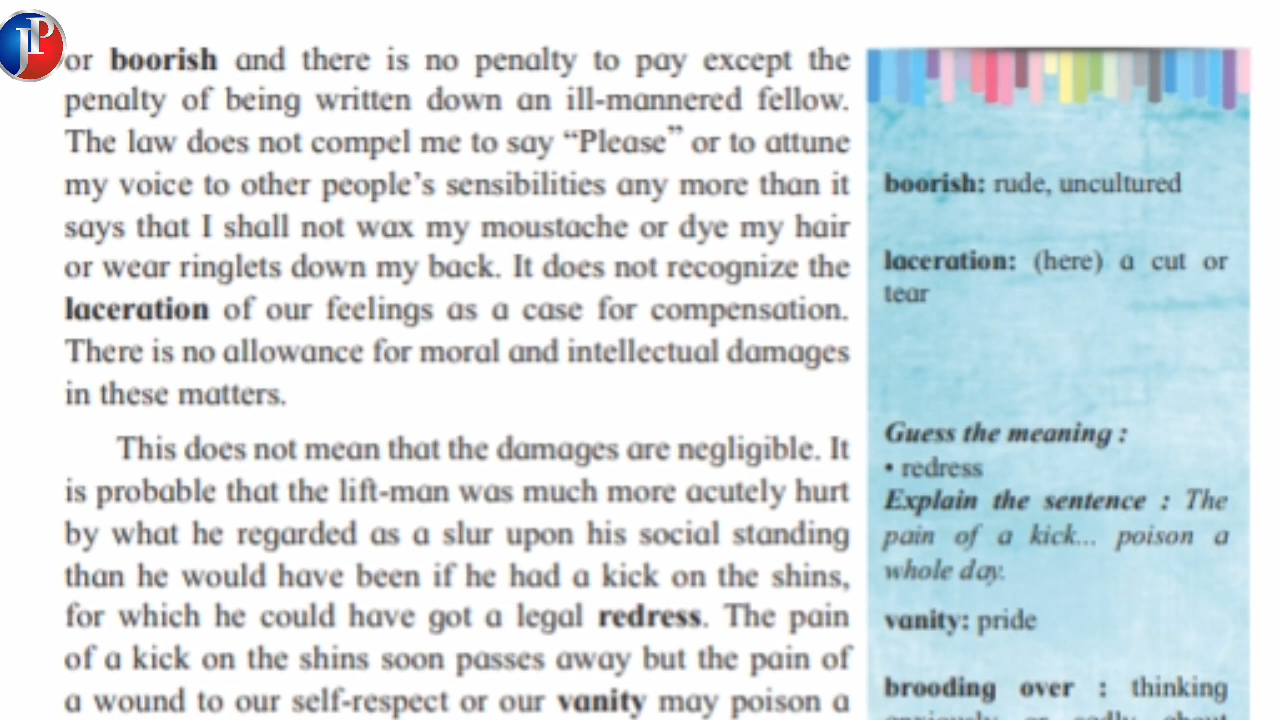 JP
or boorish and there is no penalty to pay except the
penalty of being written down an ill-mannered fellow.
The law does not compel me to say “Please” or to attune
my voice to other people’s sensibilities any more than it
says that I shall not wax my moustache or dye my hair
or wear ringlets down my back. It does not recognize the
laceration of our feelings as a case for compensation.
There is no allowance for moral and intellectual damages
in these matters.
This does not mean that the damages are negligible. It
is probable that the lift-man was much more acutely hurt
by what he regarded as a slur upon his social standing
than he would have been if he had a kick on the shins,
for which he could have got a legal redress. The pain
of a kick on the shins soon passes away but the pain of
a wound to our self-respect or our vanity may poison a
boorish: rude, uncultured
laceration: (here) a cut or
tear
Guess the meaning :
• redress
Explain the sentence : The
pain of a kick... poison a
whole day.
vanity: pride
brooding over : thinking